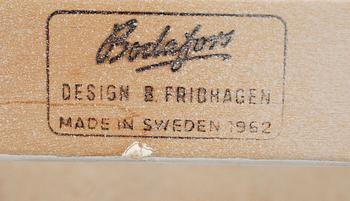 Bodafors
DESIGN B. FRIDHAGEN
MADE IN SWEDEN 1962